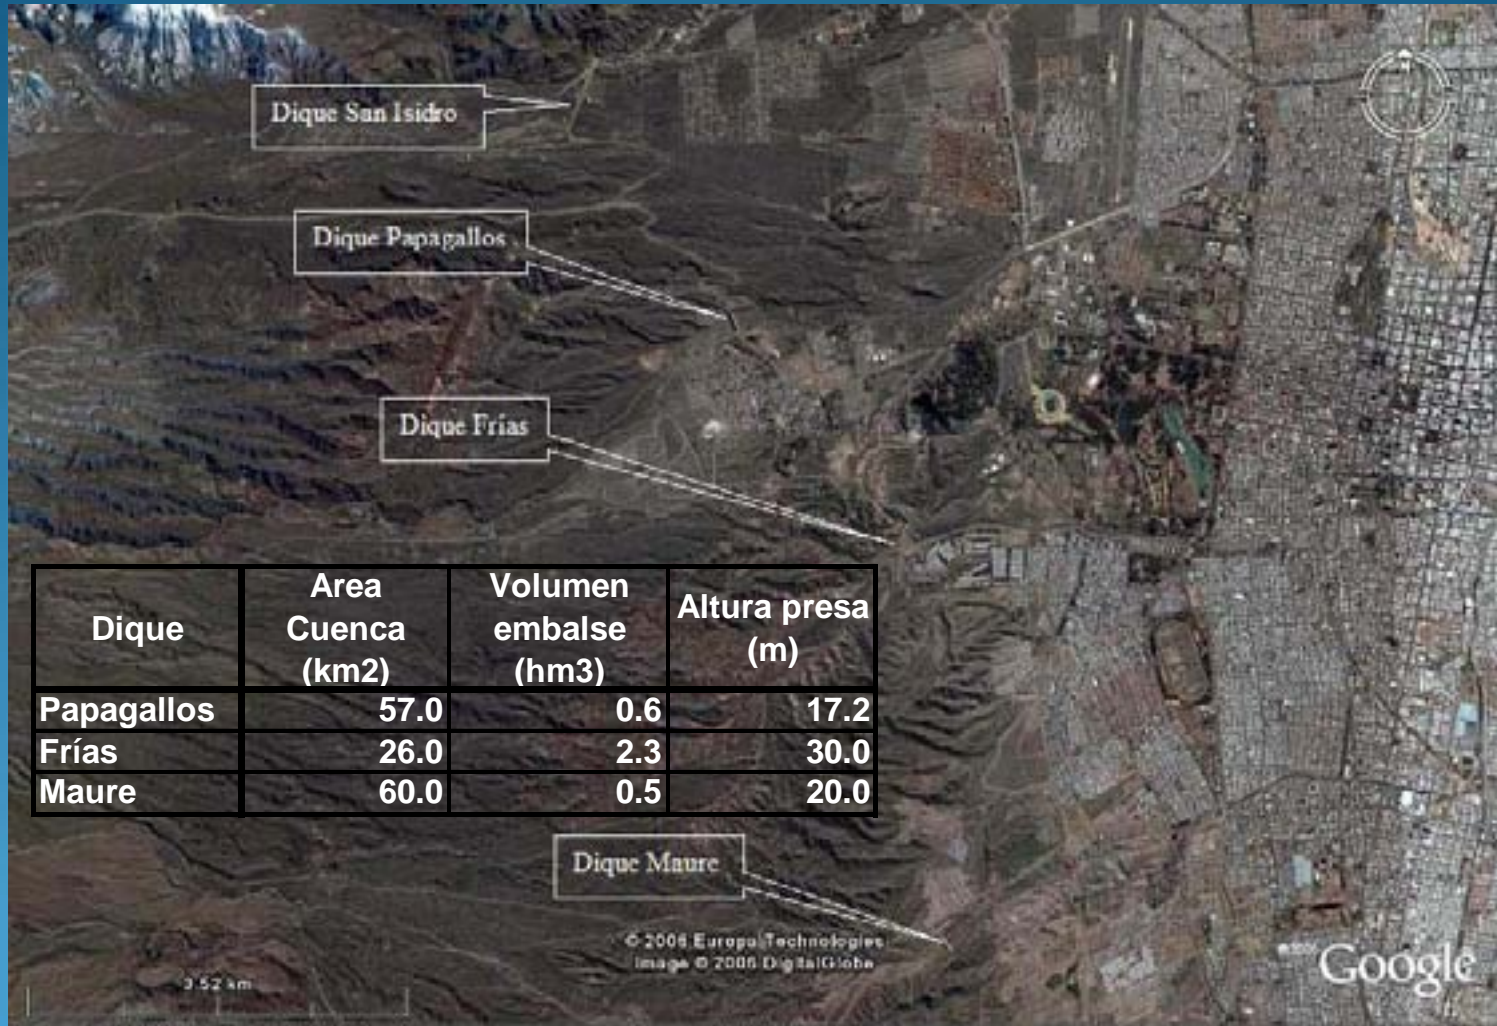 Dique San Isidro
Dique Papagallos
Dique Frías
Dique Area Cuenca (km2) Volumen embalse (hm3) Altura presa (m)
Papagallos 57.0 0.6 17.2
Frías 26.0 2.3 30.0
Maure 60.0 0.5 20.0
Dique Maure
© 2006 Europa Technologies
Image © 2006 DigitalGlobe
Google
3.52 km